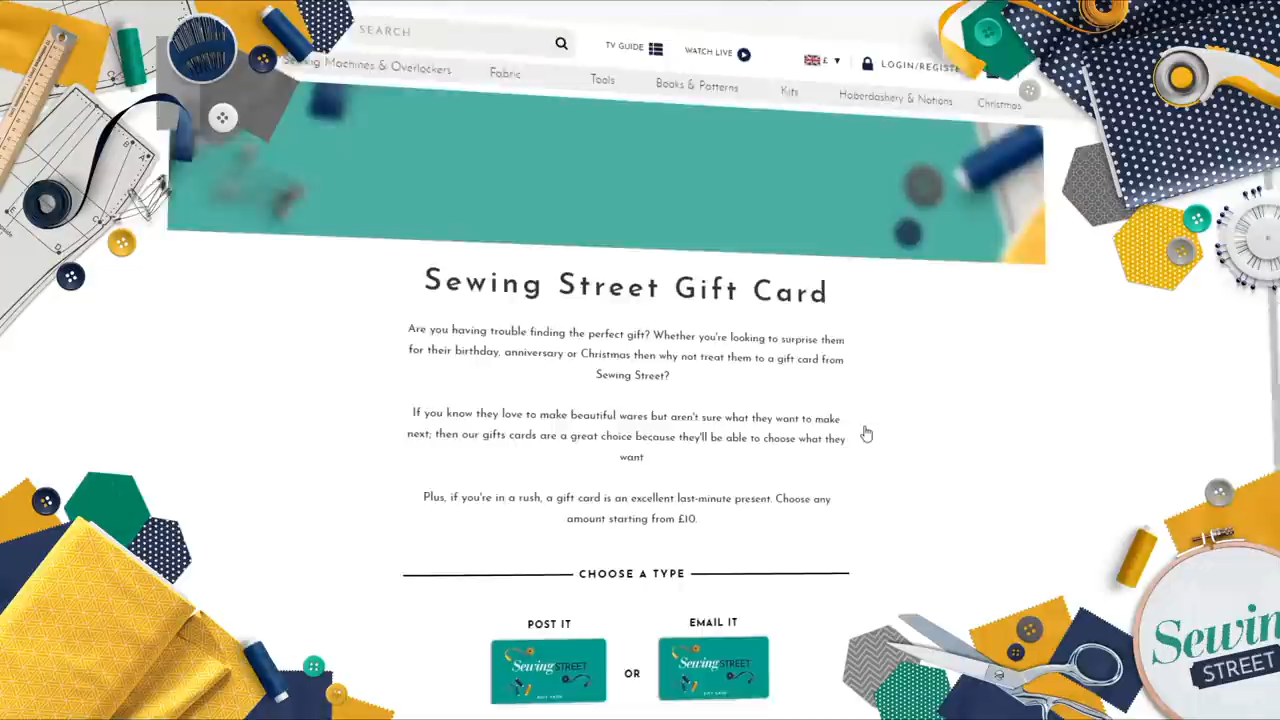 SEARCH
TV GUIDE
WATCH LIVE
£
Sewing Machines & Overlockers
Fabric
Tools
Books & Patterns
Kits
Haberdashery & Notions
Christmas
Sewing Street Gift Card
Are you having trouble finding the perfect gift? Whether you're looking to surprise them
for their birthday, anniversary or Christmas then why not treat them to a gift card from
Sewing Street?
If you know they love to make beautiful wares but aren't sure what they want to make
next; then our gifts cards are a great choice because they'll be able to choose what they
want
Plus, if you're in a rush, a gift card is an excellent last-minute present. Choose any
amount starting from £10.
CHOOSE A TYPE
POST IT
EMAIL IT
Sewing STREET
GIFT CARD
OR
Sewing STREET
GIFT CARD
Sewin
STREET